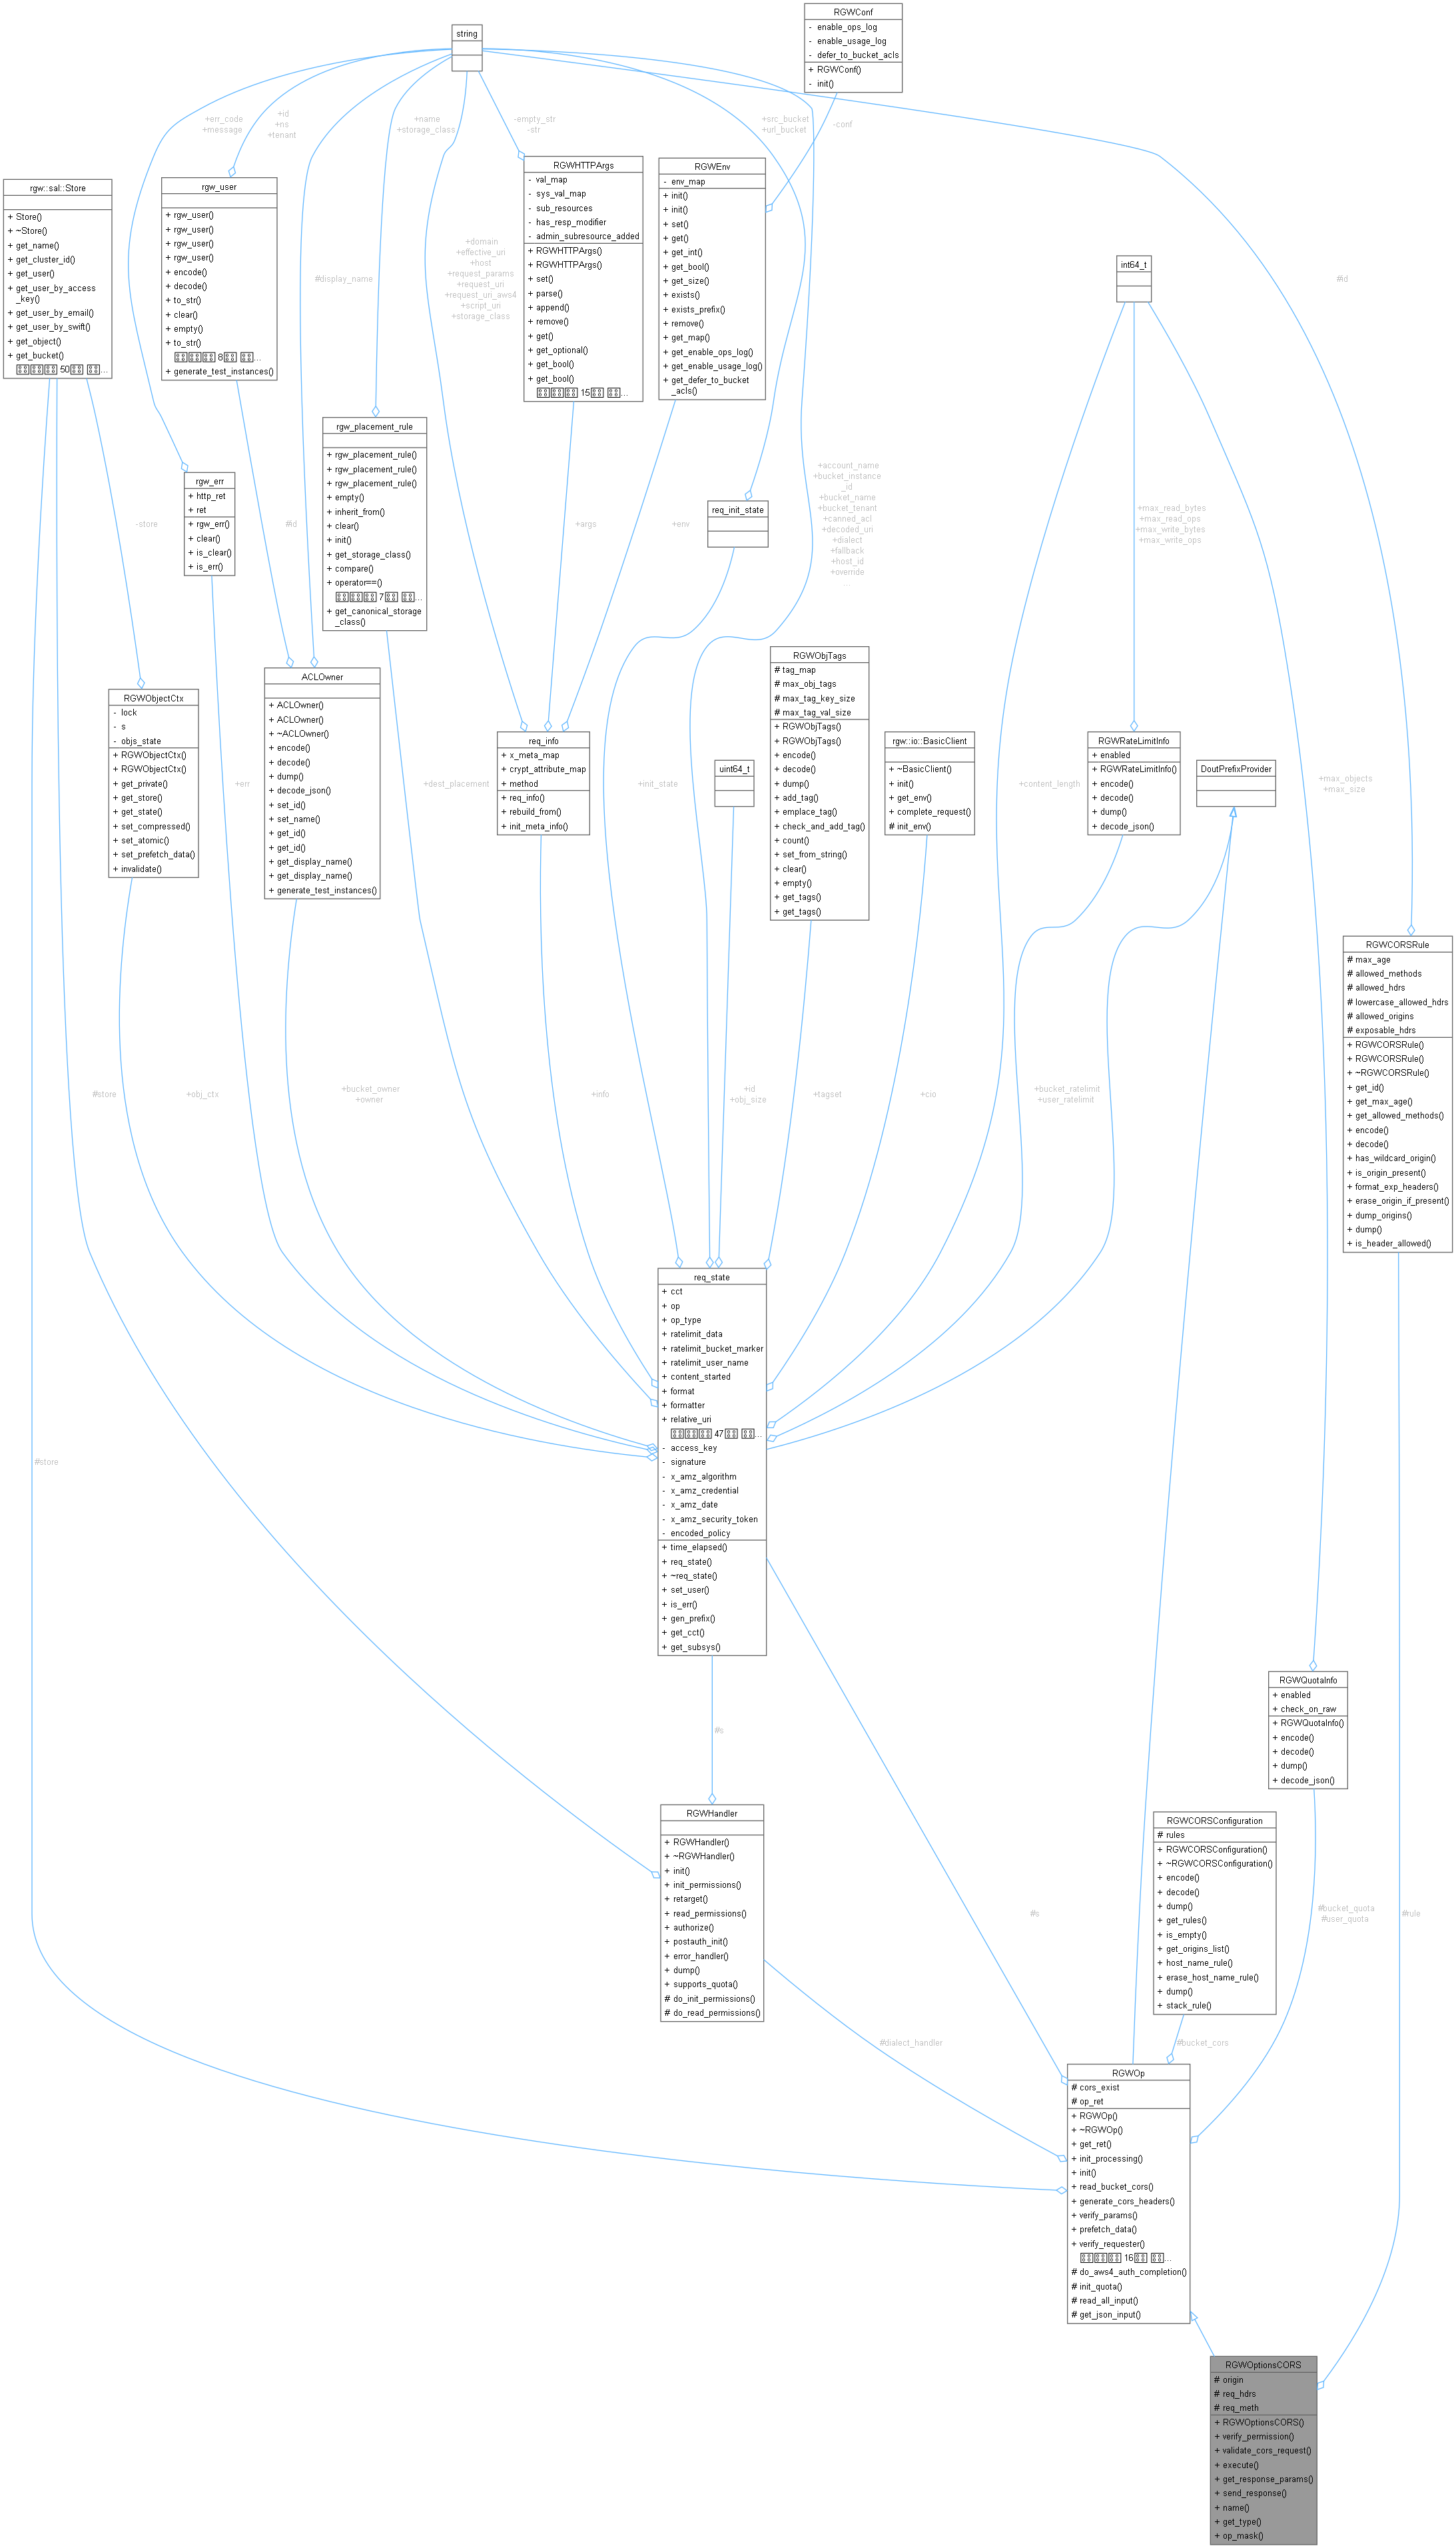 RGWConf
- enable_ops_log
- enable_usage_log
- defer_to_bucket_acls
+ RGWConf()
- init()
string
+err_code
+message
+id
+ns
+tenant
+name
+storage_class
-empty_str
-str
+src_bucket
+url_bucket
-conf
rgw::sal::Store
+ Store()
+ ~Store()
+ get_name()
+ get_cluster_id()
+ get_user()
+ get_user_by_access
_key()
+ get_user_by_email()
+ get_user_by_swift()
+ get_object()
+ get_bucket()
50 ...
rgw_user
+ rgw_user()
+ rgw_user()
+ rgw_user()
+ rgw_user()
+ encode()
+ decode()
+ to_str()
+ clear()
+ empty()
+ to_str()
8 ...
+ generate_test_instances()
RGWHTTPArgs
- val_map
- sys_val_map
- sub_resources
- has_resp_modifier
- admin_subresource_added
+ RGWHTTPArgs()
+ RGWHTTPArgs()
+ set()
+ parse()
+ append()
+ remove()
+ get()
+ get_optional()
+ get_bool()
+ get_bool()
15 ...
RGWEnv
- env_map
+ init()
+ init()
+ set()
+ get()
+ get_int()
+ get_bool()
+ get_size()
+ exists()
+ exists_prefix()
+ remove()
+ get_map()
+ get_enable_ops_log()
+ get_enable_usage_log()
+ get_defer_to_bucket
_acls()
#display_name
+domain
+effective_uri
+host
+request_params
+request_uri
+request_uri_aws4
+script_uri
+storage_class
int64_t
#id
rgw_placement_rule
+ rgw_placement_rule()
+ rgw_placement_rule()
+ rgw_placement_rule()
+ empty()
+ inherit_from()
+ clear()
+ init()
+ get_storage_class()
+ compare()
+ operator==()
7 ...
+ get_canonical_storage
_class()
rgw_err
+ http_ret
+ ret
+ rgw_err()
+ clear()
+ is_clear()
+ is_err()
-store
#id
+args
+env
req_init_state
+account_name
+bucket_instance
_id
+bucket_name
+bucket_tenant
+canned_acl
+decoded_uri
+dialect
+fallback
+host_id
+override
...
+max_read_bytes
+max_read_ops
+max_write_bytes
+max_write_ops
RGWObjectCtx
- lock
- s
- objs_state
+ RGWObjectCtx()
+ RGWObjectCtx()
+ get_private()
+ get_store()
+ get_state()
+ set_compressed()
+ set_atomic()
+ set_prefetch_data()
+ invalidate()
+err
ACLOwner
+ ACLOwner()
+ ACLOwner()
+ ~ACLOwner()
+ encode()
+ decode()
+ dump()
+ decode_json()
+ set_id()
+ set_name()
+ get_id()
+ get_id()
+ get_display_name()
+ get_display_name()
+ generate_test_instances()
+dest_placement
req_info
+ x_meta_map
+ crypt_attribute_map
+ method
+ req_info()
+ rebuild_from()
+ init_meta_info()
+init_state
uint64_t
RGWObjTags
# tag_map
# max_obj_tags
# max_tag_key_size
# max_tag_val_size
+ RGWObjTags()
+ RGWObjTags()
+ encode()
+ decode()
+ dump()
+ add_tag()
+ emplace_tag()
+ check_and_add_tag()
+ count()
+ set_from_string()
+ clear()
+ empty()
+ get_tags()
+ get_tags()
rgw::io::BasicClient
+ ~BasicClient()
+ init()
+ get_env()
+ complete_request()
# init_env()
+content_length
RGWRateLimitInfo
+ enabled
+ RGWRateLimitInfo()
+ encode()
+ decode()
+ dump()
+ decode_json()
DoutPrefixProvider
+max_objects
+max_size
RGWCORSRule
# max_age
# allowed_methods
# allowed_hdrs
# lowercase_allowed_hdrs
# allowed_origins
# exposable_hdrs
+ RGWCORSRule()
+ RGWCORSRule()
+ ~RGWCORSRule()
+ get_id()
+ get_max_age()
+ get_allowed_methods()
+ encode()
+ decode()
+ has_wildcard_origin()
+ is_origin_present()
+ format_exp_headers()
+ erase_origin_if_present()
+ dump_origins()
+ dump()
+ is_header_allowed()
#store
+obj_ctx
+bucket_owner
+owner
+info
+id
+obj_size
+tagset
+cio
+bucket_ratelimit
+user_ratelimit
req_state
+ cct
+ op
+ op_type
+ ratelimit_data
+ ratelimit_bucket_marker
+ ratelimit_user_name
+ content_started
+ format
+ formatter
+ relative_uri
47 ...
- access_key
- signature
- x_amz_algorithm
- x_amz_credential
- x_amz_date
- x_amz_security_token
- encoded_policy
+ time_elapsed()
+ req_state()
+ ~req_state()
+ set_user()
+ is_err()
+ gen_prefix()
+ get_cct()
+ get_subsys()
#store
#s
RGWQuotaInfo
+ enabled
+ check_on_raw
+ RGWQuotaInfo()
+ encode()
+ decode()
+ dump()
+ decode_json()
RGWHandler
+ RGWHandler()
+ ~RGWHandler()
+ init()
+ init_permissions()
+ retarget()
+ read_permissions()
+ authorize()
+ postauth_init()
+ error_handler()
+ dump()
+ supports_quota()
# do_init_permissions()
# do_read_permissions()
#s
RGWCORSConfiguration
# rules
+ RGWCORSConfiguration()
+ ~RGWCORSConfiguration()
+ encode()
+ decode()
+ dump()
+ get_rules()
+ is_empty()
+ get_origins_list()
+ host_name_rule()
+ erase_host_name_rule()
+ dump()
+ stack_rule()
#bucket_quota
#user_quota
#rule
#dialect_handler
#bucket_cors
RGWOp
# cors_exist
# op_ret
+ RGWOp()
+ ~RGWOp()
+ get_ret()
+ init_processing()
+ init()
+ read_bucket_cors()
+ generate_cors_headers()
+ verify_params()
+ prefetch_data()
+ verify_requester()
16 ...
# do_aws4_auth_completion()
# init_quota()
# read_all_input()
# get_json_input()
RGWOptionsCORS
# origin
# req_hdrs
# req_meth
+ RGWOptionsCORS()
+ verify_permission()
+ validate_cors_request()
+ execute()
+ get_response_params()
+ send_response()
+ name()
+ get_type()
+ op_mask()